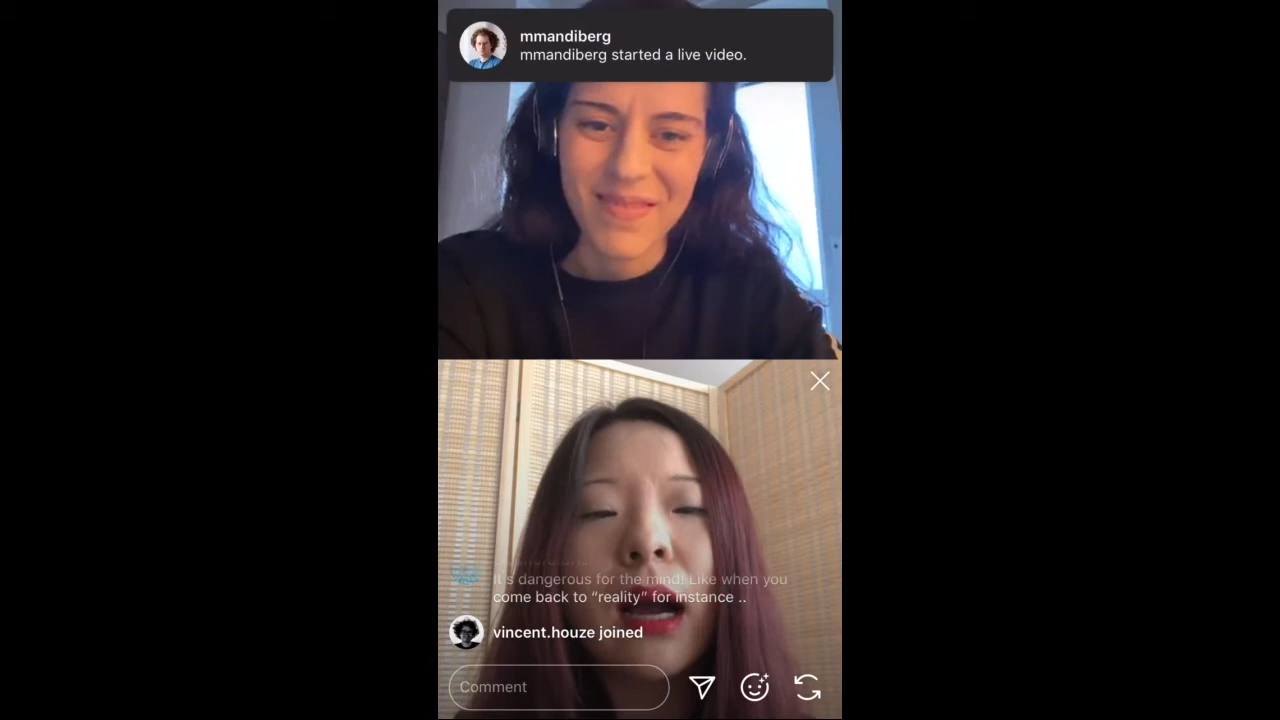 mmandiberg
mmandiberg started a live video.
It's dangerous for the mind! Like when you
come back to “reality” for instance ..
vincent.houze joined
Comment